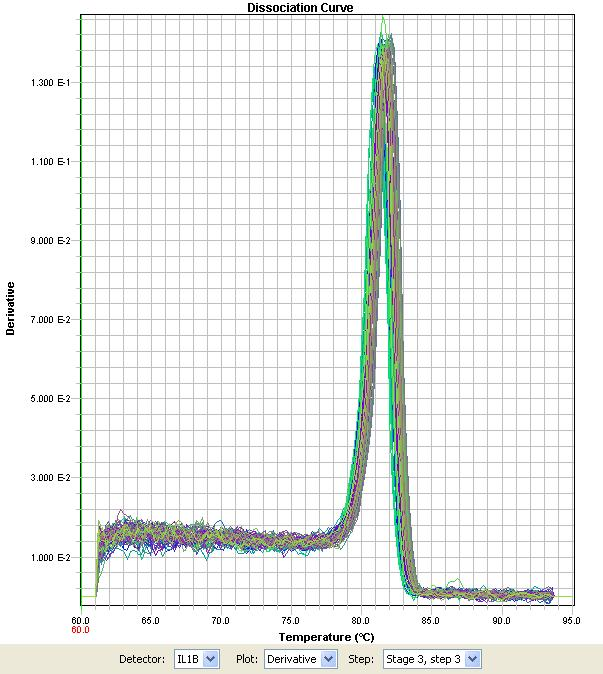 Dissociation Curve
1.300 E-1
1.100 E-1
9.000 E-2
7.000 E-2
5.000 E-2
3.000 E-2
1.000 E-2
Derivative
60.0 65.0 70.0 75.0 80.0 85.0 90.0 95.0
60.0
Temperature (°C)
Detector: IL1B Plot: Derivative Step: Stage 3, step 3